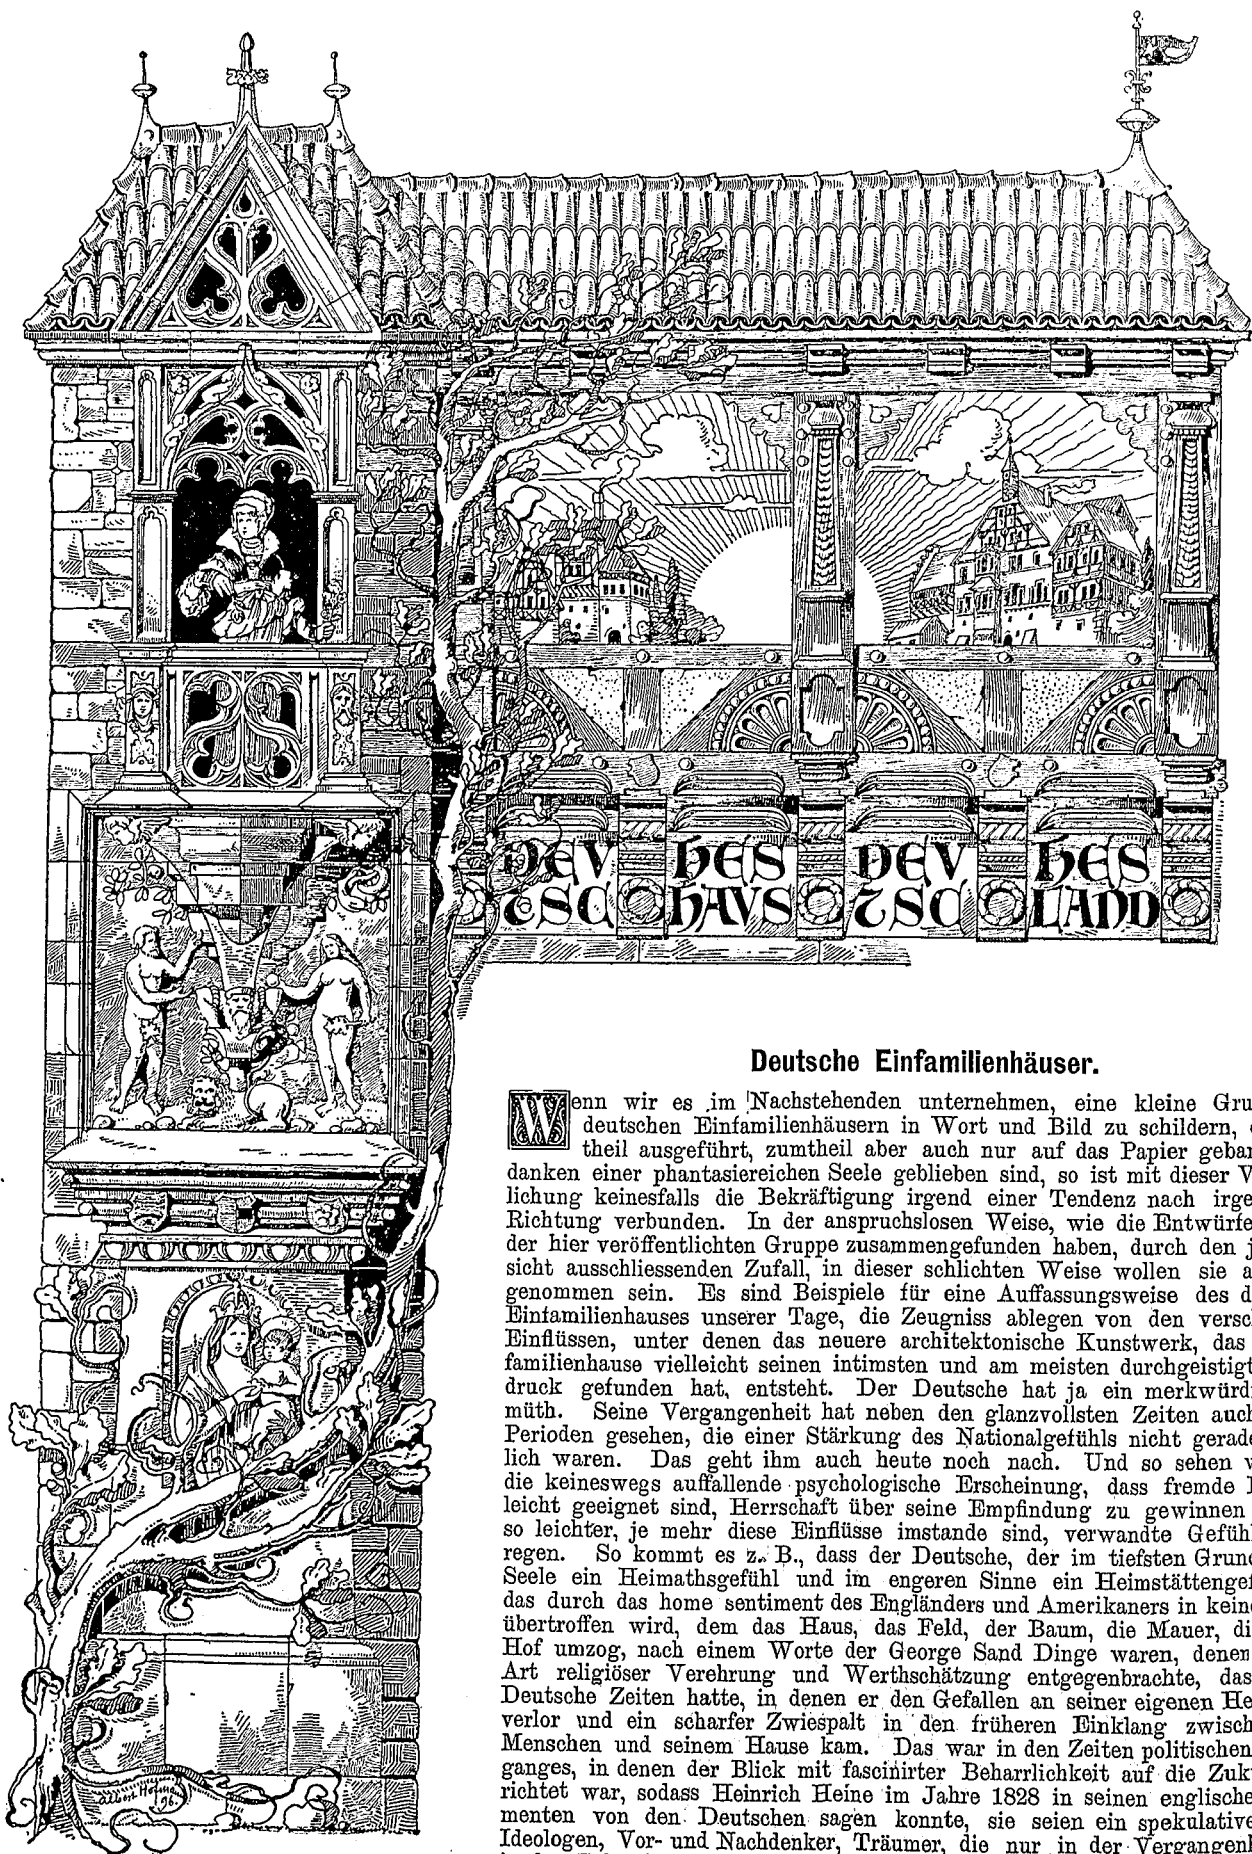 DEV HES DEV HES
TSC HAVS TSC LAND
Deutsche Einfamilienhäuser.
Wenn wir es im Nachstehenden unternehmen, eine kleine Gru
deutschen Einfamilienhäusern in Wort und Bild zu schildern,
theil ausgeführt, zumtheil aber auch nur auf das Papier geban
danken einer phantasiereichen Seele geblieben sind, so ist mit dieser V
lichung keinesfalls die Bekräftigung irgend einer Tendenz nach irge
Richtung verbunden. In der anspruchslosen Weise, wie die Entwürfe
der hier veröffentlichten Gruppe zusammengefunden haben, durch den j
sicht ausschliessenden Zufall, in dieser schlichten Weise wollen sie a
genommen sein. Es sind Beispiele für eine Auffassungsweise des d
Einfamilienhauses unserer Tage, die Zeugniss ablegen von den versc
Einflüssen, unter denen das neuere architektonische Kunstwerk, das
familienhause vielleicht seinen intimsten und am meisten durchgeistigt
druck gefunden hat, entsteht. Der Deutsche hat ja ein merkwürdi
müth. Seine Vergangenheit hat neben den glanzvollsten Zeiten auch
Perioden gesehen, die einer Stärkung des Nationalgefühls nicht gerade
lich waren. Das geht ihm auch heute noch nach. Und so sehen w
die keineswegs auffallende psychologische Erscheinung, dass fremde
leicht geeignet sind, Herrschaft über seine Empfindung zu gewinnen
so leichter, je mehr diese Einflüsse imstande sind, verwandte Gefühl
regen. So kommt es z. B., dass der Deutsche, der im tiefsten Grund
Seele ein Heimathsgefühl und im engeren Sinne ein Heimstättengef
das durch das home sentiment des Engländers und Amerikaners in kein
übertroffen wird, dem das Haus, das Feld, der Baum, die Mauer, di
Hof umzog, nach einem Worte der George Sand Dinge waren, denen
Art religiöser Verehrung und Werthschätzung entgegenbrachte, das
Deutsche Zeiten hatte, in denen er den Gefallen an seiner eigenen He
verlor und ein scharfer Zwiespalt in den früheren Einklang zwisch
Menschen und seinem Hause kam. Das war in den Zeiten politischen
ganges, in denen der Blick mit fascinirter Beharrlichkeit auf die Zuk
richtet war, sodass Heinrich Heine im Jahre 1828 in seinen englische
menten von den Deutschen sagen konnte, sie seien ein spekulative
Ideologen, Vor- und Nachdenker, Träumer, die nur in der Vergangenh
Albert Hofmann
96.